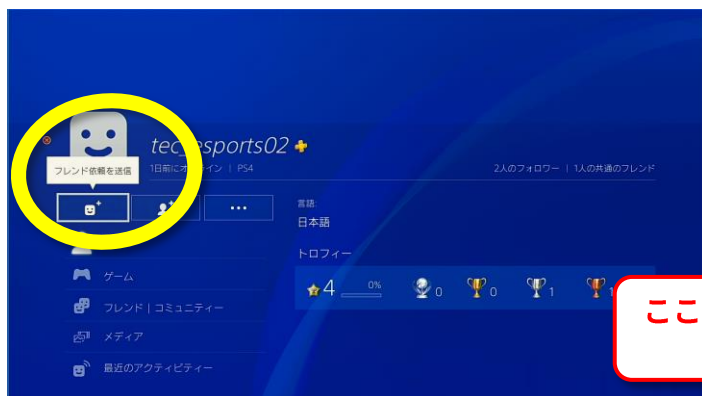 tec_esports02
フレンド依頼を送信
1日前にオンライン | PS4
2人のフォロワー | 1人の共通のフレンド
言語:
日本語
トロフィー
4
0%
0
0
1
1
ゲーム
フレンド | コミュニティー
メディア
最近のアクティビティー
ここ